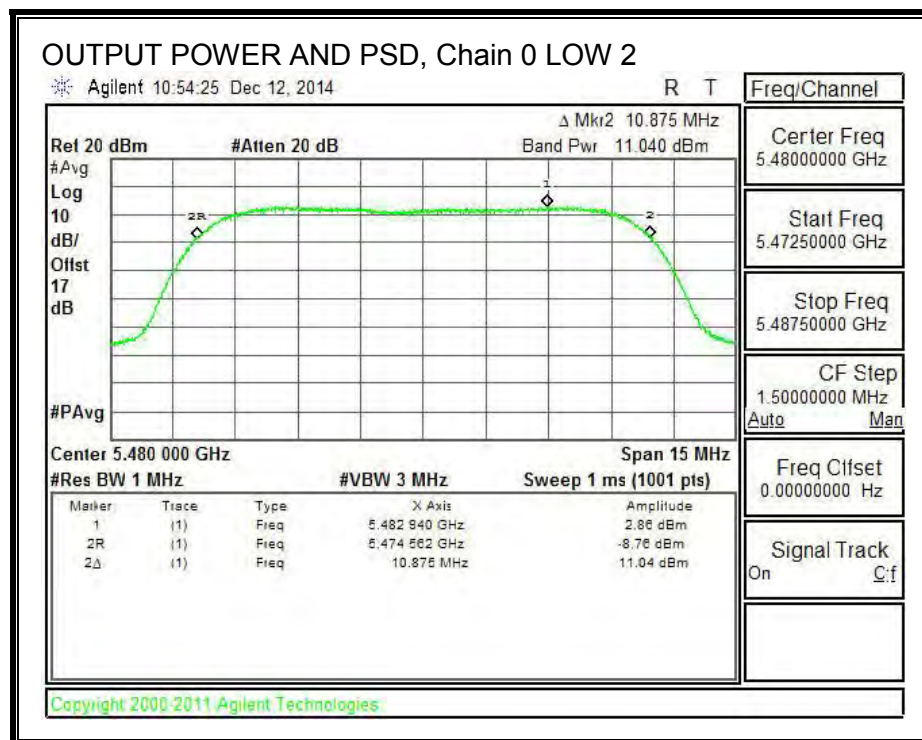 OUTPUT POWER AND PSD, Chain 0 LOW 2
Agilent 10:54:25 Dec 12, 2014 R T
Freq/Channel
Δ Mkr2 10.875 MHz
Ref 20 dBm #Atten 20 dB Band Pwr 11.040 dBm
#Avg
Log
10
dB/
Offst
17
dB
#PAvg
1
2R
2
Center 5.480 000 GHz Span 15 MHz
#Res BW 1 MHz #VBW 3 MHz Sweep 1 ms (1001 pts)
Marker Trace Type X Axis Amplitude
1 (1) Freq 5.482 940 GHz 2.86 dBm
2R (1) Freq 5.474 562 GHz -8.76 dBm
2Δ (1) Freq 10.875 MHz 11.04 dBm
Center Freq
5.48000000 GHz
Start Freq
5.47250000 GHz
Stop Freq
5.48750000 GHz
CF Step
1.50000000 MHz
Auto Man
Freq Offset
0.00000000 Hz
Signal Track
On Off
Copyright 2000-2011 Agilent Technologies